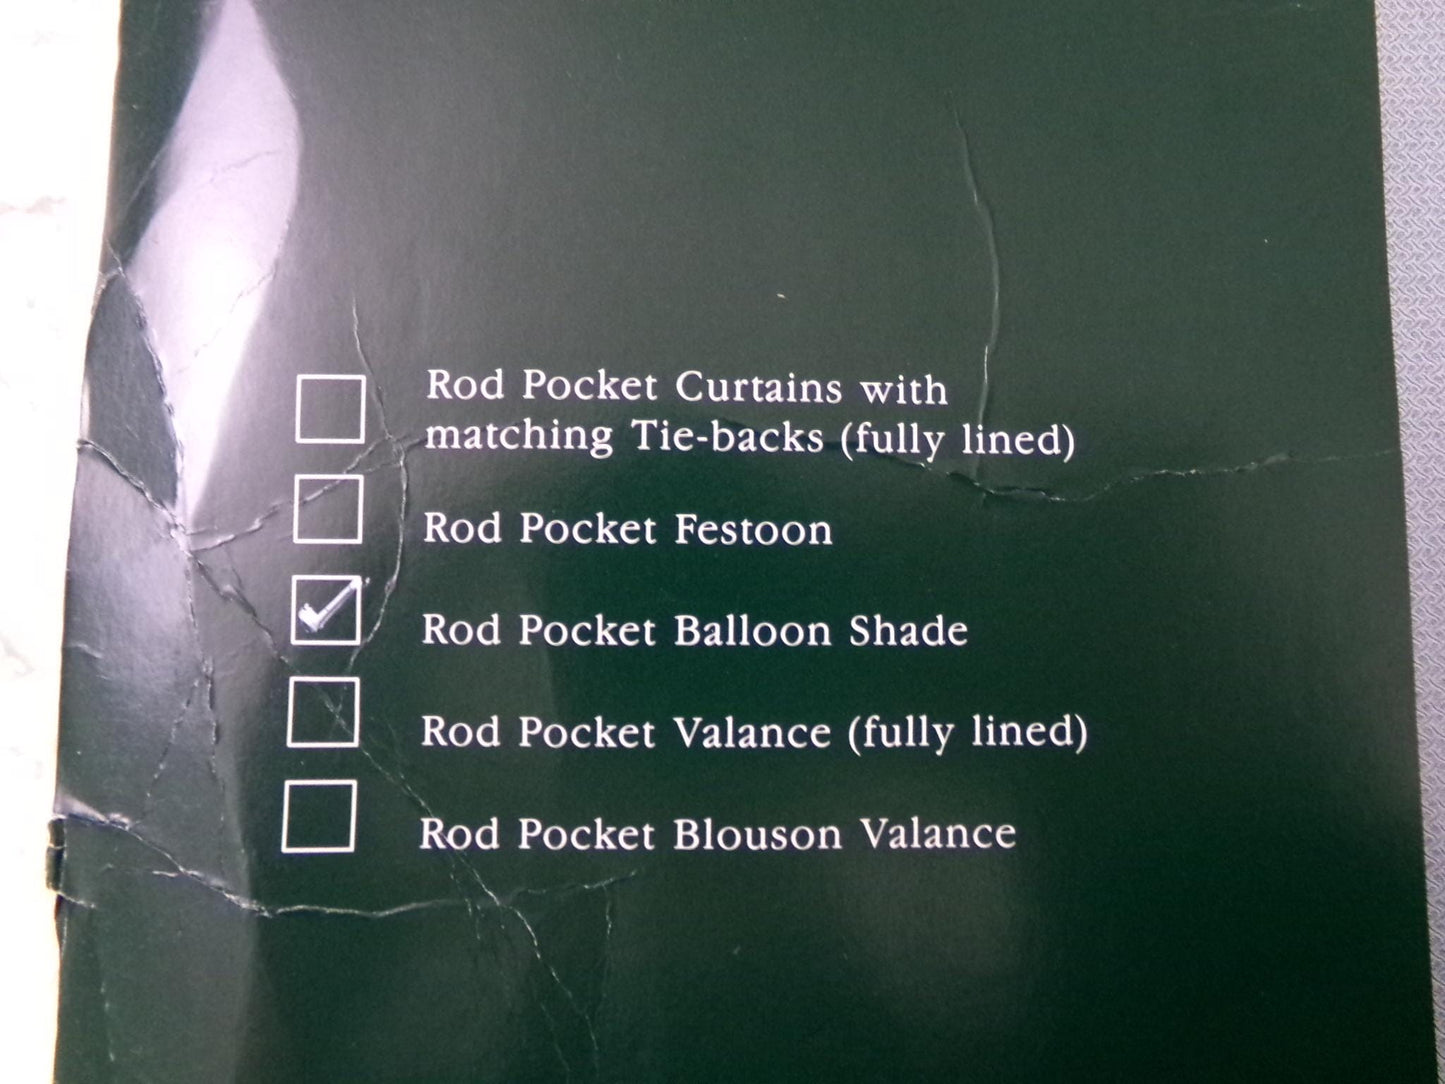 Rod Pocket Curtains with
matching Tie-backs (fully lined)
Rod Pocket Festoon
Rod Pocket Balloon Shade
Rod Pocket Valance (fully lined)
Rod Pocket Blouson Valance